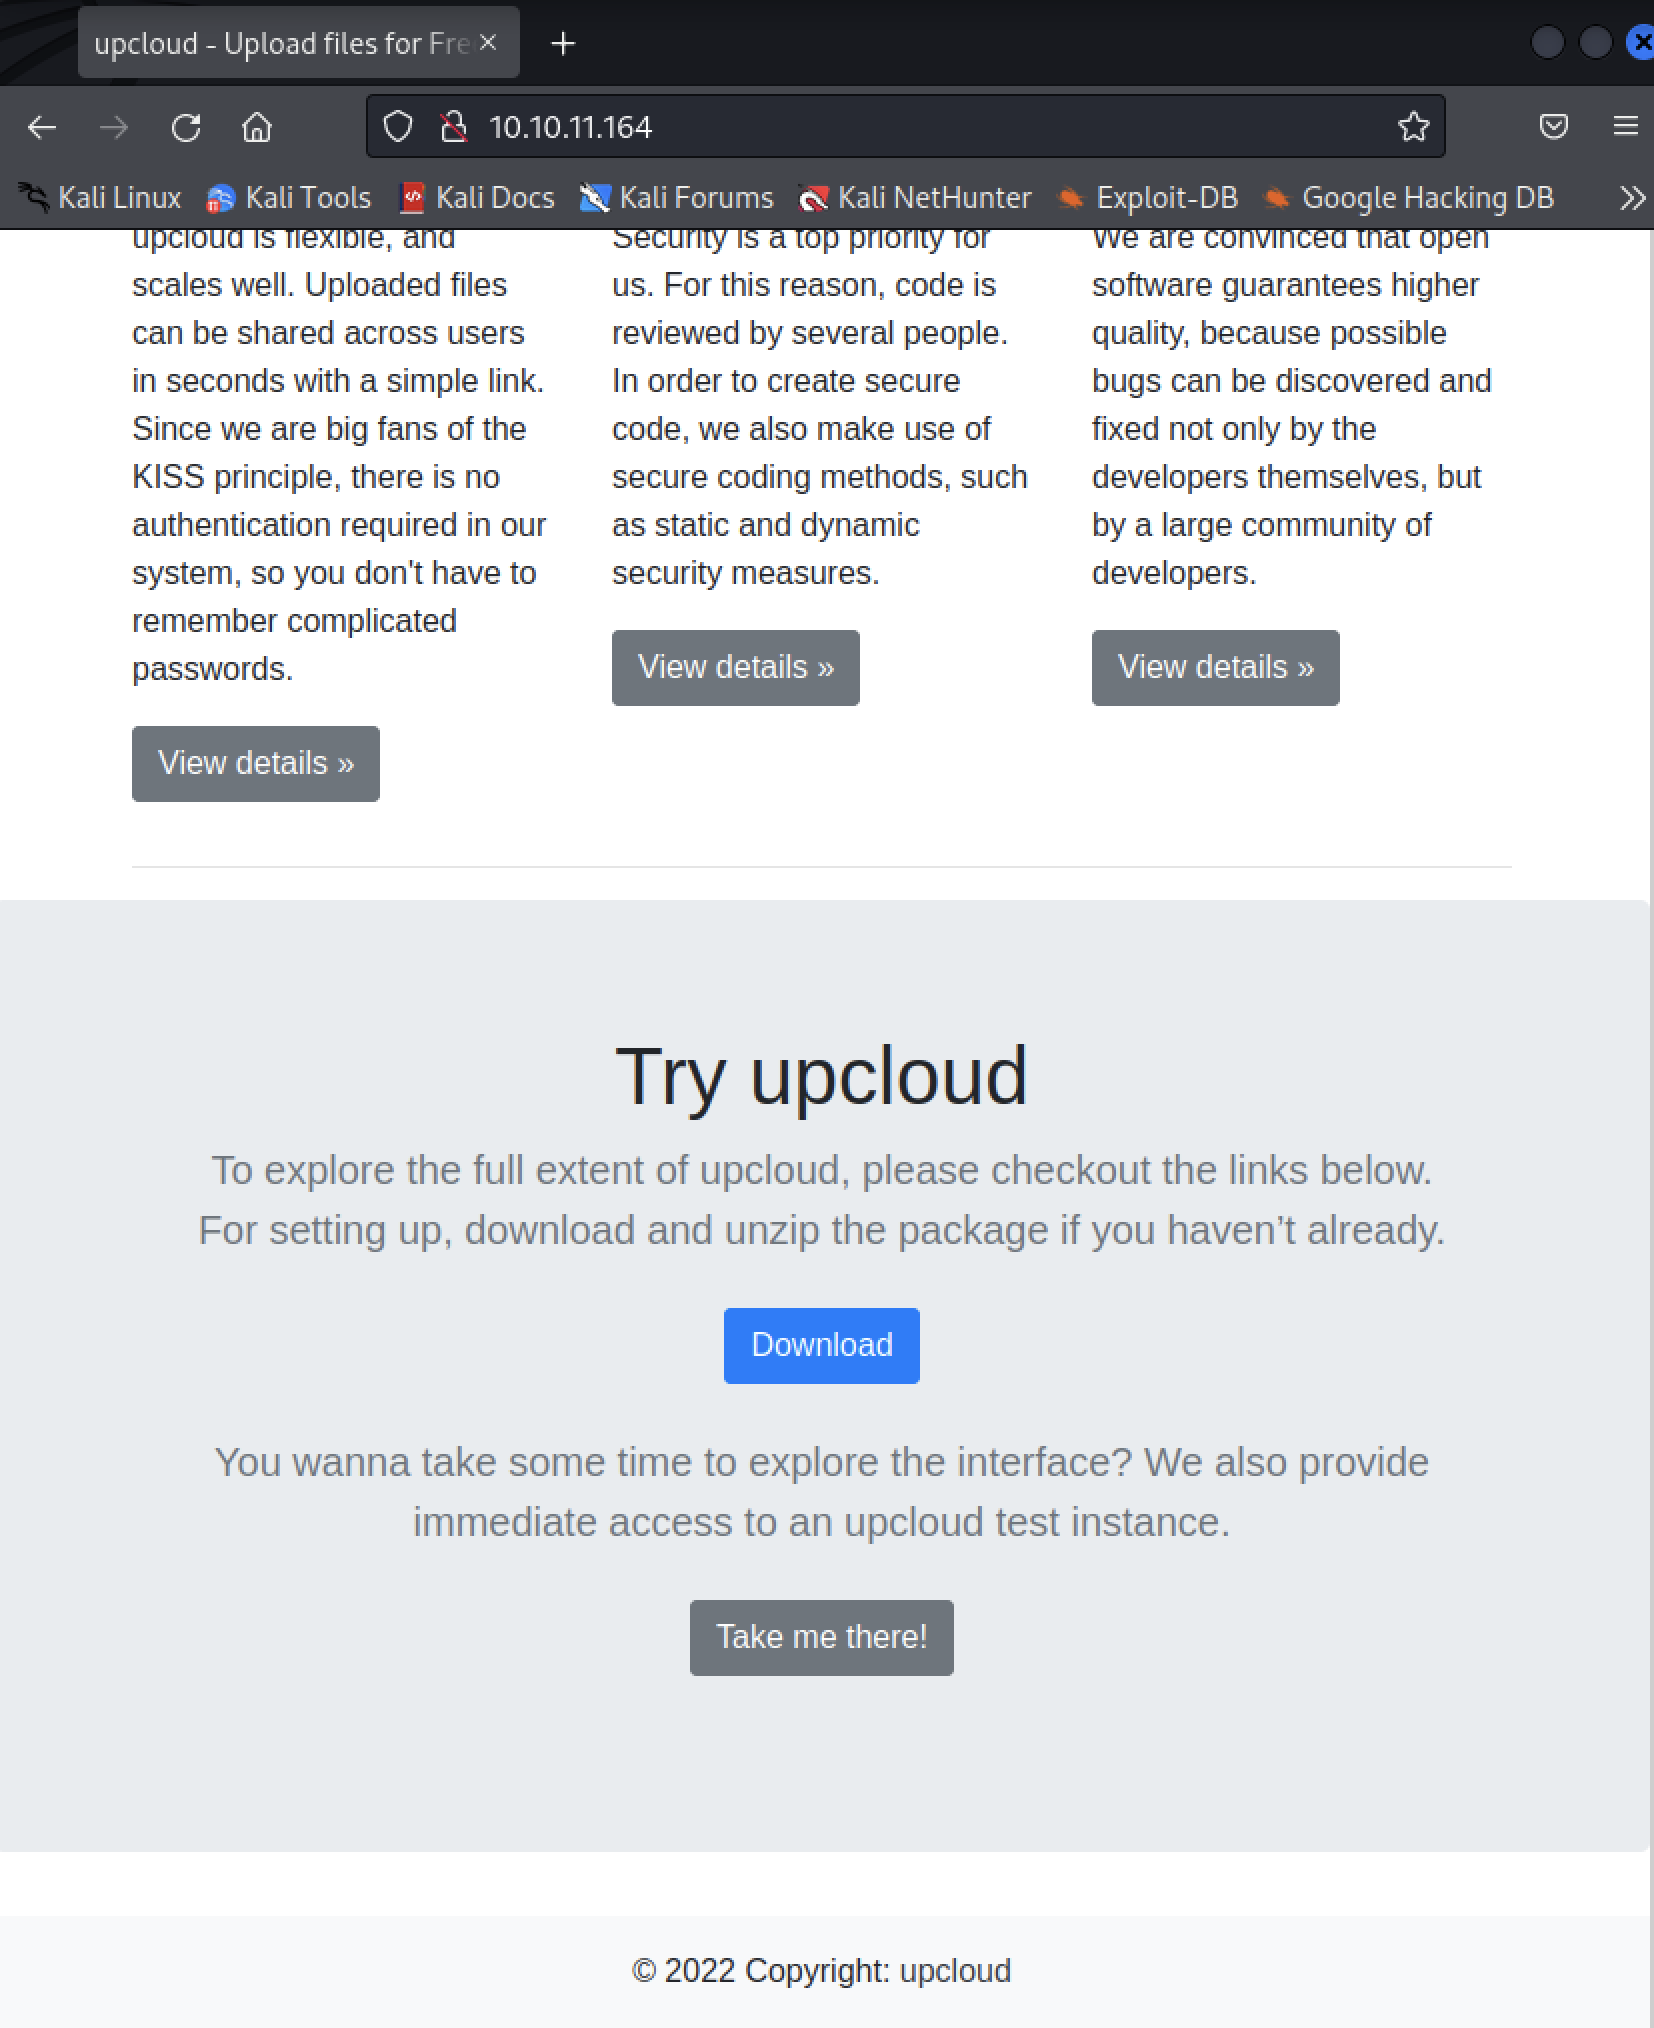 upcloud - Upload files for Fre
10.10.11.164
Kali Linux Kali Tools Kali Docs Kali Forums Kali NetHunter Exploit-DB Google Hacking DB
upcloud is flexible, and
scales well. Uploaded files
can be shared across users
in seconds with a simple link.
Since we are big fans of the
KISS principle, there is no
authentication required in our
system, so you don't have to
remember complicated
passwords.
View details »
Security is a top priority for
us. For this reason, code is
reviewed by several people.
In order to create secure
code, we also make use of
secure coding methods, such
as static and dynamic
security measures.
View details »
We are convinced that open
software guarantees higher
quality, because possible
bugs can be discovered and
fixed not only by the
developers themselves, but
by a large community of
developers.
View details »
Try upcloud
To explore the full extent of upcloud, please checkout the links below.
For setting up, download and unzip the package if you haven’t already.
Download
You wanna take some time to explore the interface? We also provide
immediate access to an upcloud test instance.
Take me there!
© 2022 Copyright: upcloud